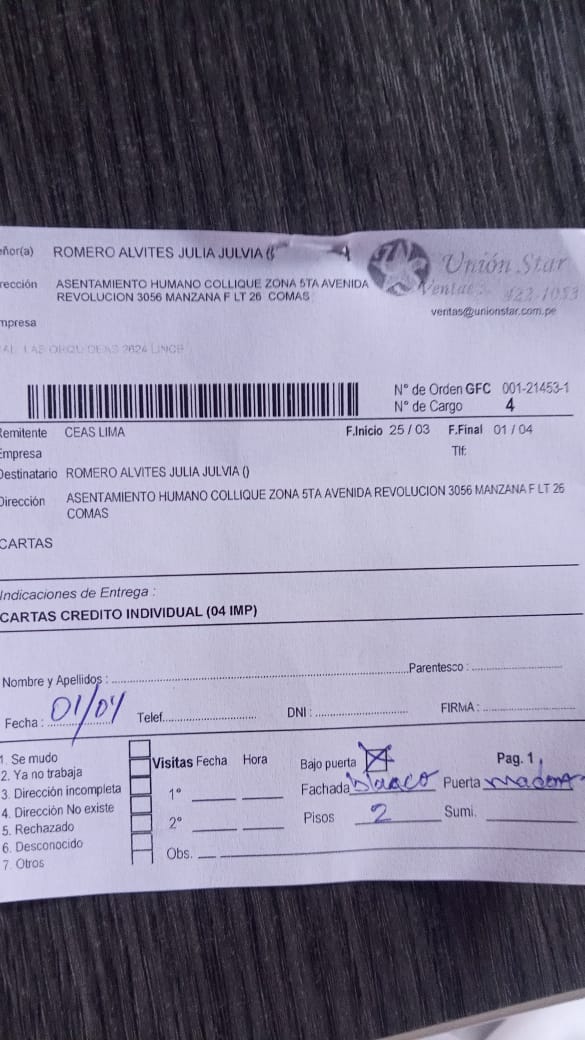 eñor(a) ROMERO ALVITES JULIA JULVIA (
Unión Star
rección ASENTAMIENTO HUMANO COLLIQUE ZONA 5TA AVENIDA
REVOLUCION 3056 MANZANA F LT 26 COMAS
Ventas: 422-1053
ventas@unionstar.com.pe
mpresa
LINCE
N° de Orden GFC 001-21453-1
N° de Cargo 4
Remitente CEAS LIMA F.Inicio 25 / 03 F.Final 01 / 04
Empresa Tlf:
Destinatario ROMERO ALVITES JULIA JULVIA ()
Dirección ASENTAMIENTO HUMANO COLLIQUE ZONA 5TA AVENIDA REVOLUCION 3056 MANZANA F LT 26
COMAS
CARTAS
Indicaciones de Entrega :
CARTAS CREDITO INDIVIDUAL (04 IMP)
Nombre y Apellidos : Parentesco :
Fecha : 01/04 Telef. DNI : FIRMA :
1. Se mudo Visitas Fecha Hora Bajo puerta Pag. 1
2. Ya no trabaja
3. Dirección incompleta 1° Fachada blanco Puerta madera
4. Dirección No existe
5. Rechazado 2° Pisos 2 Sumi.
6. Desconocido
7. Otros Obs.